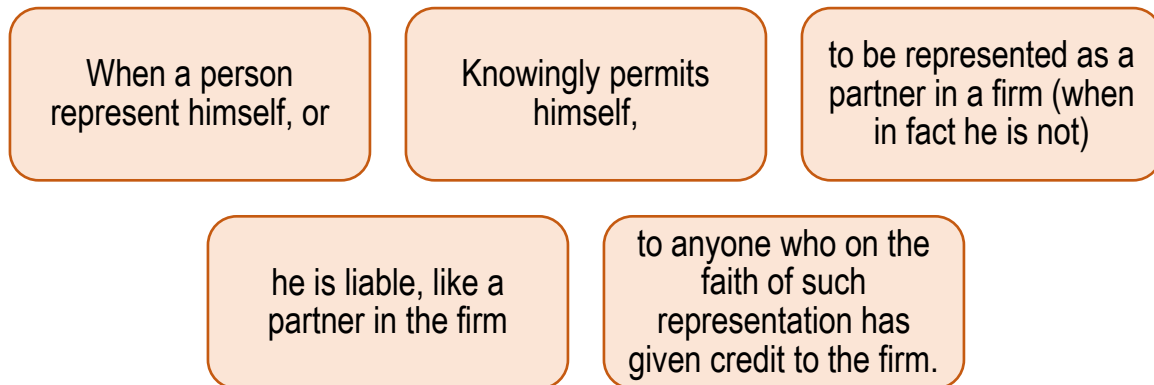 When a person
represent himself, or
Knowingly permits
himself,
to be represented as a
partner in a firm (when
in fact he is not)
he is liable, like a
partner in the firm
to anyone who on the
faith of such
representation has
given credit to the firm.